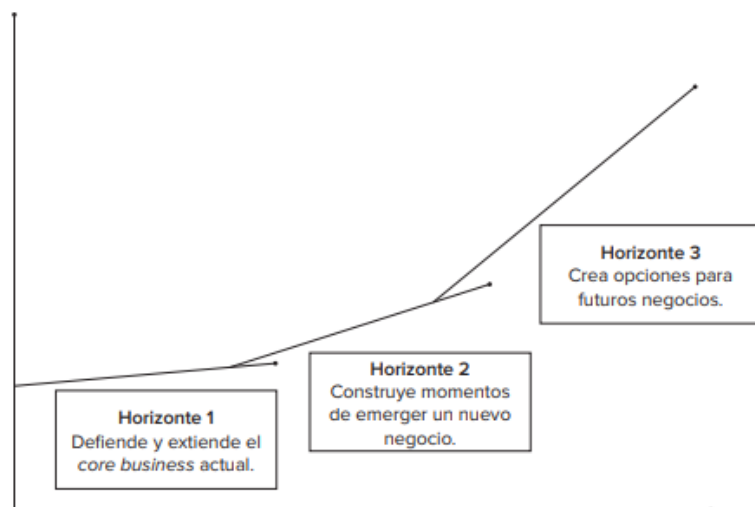 Horizonte 1
Defiende y extiende el
core business actual.
Horizonte 2
Construye momentos
de emerger un nuevo
negocio.
Horizonte 3
Crea opciones para
futuros negocios.